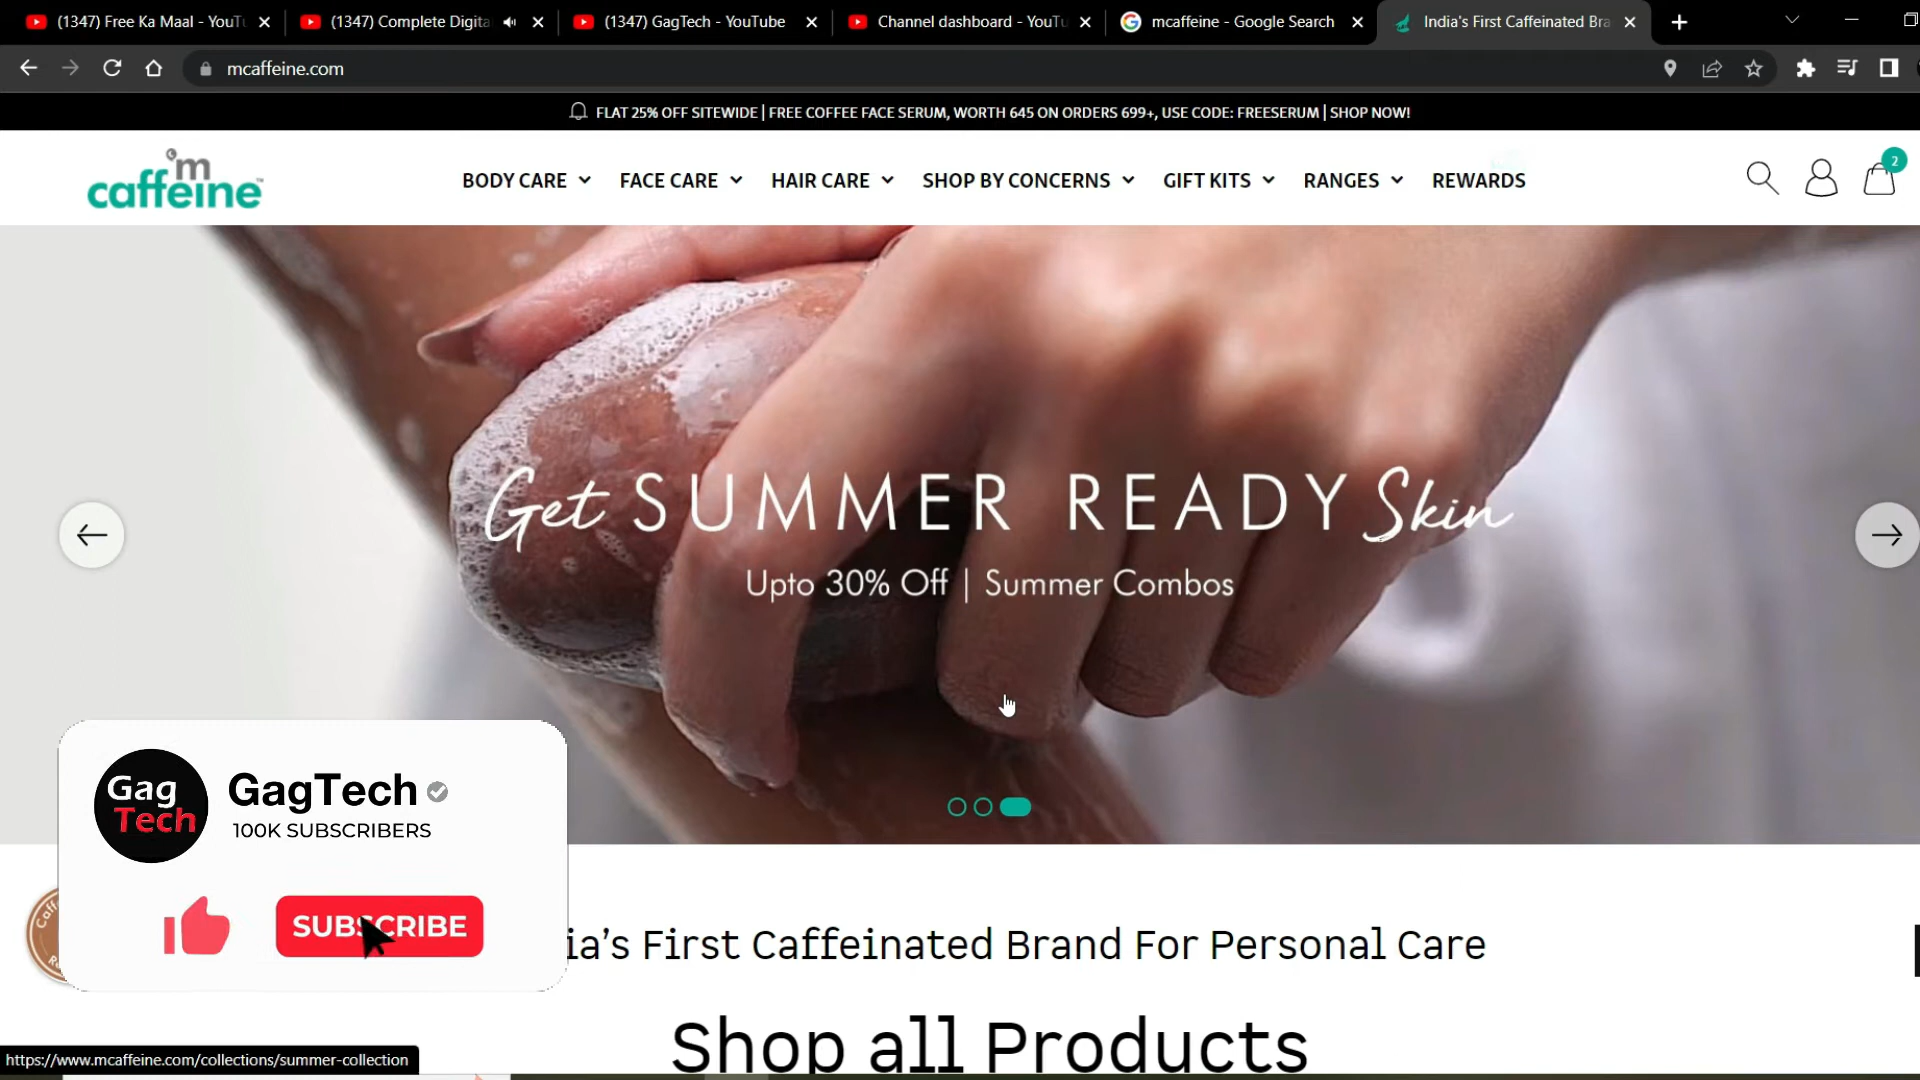 (1347) Free Ka Maal - YouTu
(1347) Complete Digita
(1347) GagTech - YouTube
Channel dashboard - YouTu
mcaffeine - Google Search
India's First Caffeinated Bra
mcaffeine.com
FLAT 25% OFF SITEWIDE | FREE COFFEE FACE SERUM, WORTH 645 ON ORDERS 699+, USE CODE: FREESERUM | SHOP NOW!
'm
caffeine™
BODY CARE
FACE CARE
HAIR CARE
SHOP BY CONCERNS
GIFT KITS
RANGES
REWARDS
2
Get SUMMER READY Skin
Upto 30% Off | Summer Combos
Gag
Tech
GagTech
100K SUBSCRIBERS
SUBSCRIBE
ia's First Caffeinated Brand For Personal Care
Shop all Products
https://www.mcaffeine.com/collections/summer-collection